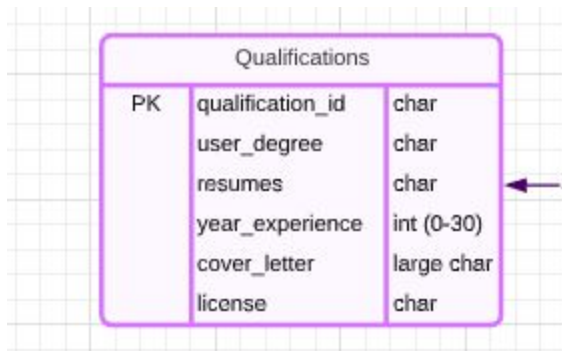 Qualifications
PK qualification_id char
user_degree char
resumes char
year_experience int (0-30)
cover_letter large char
license char